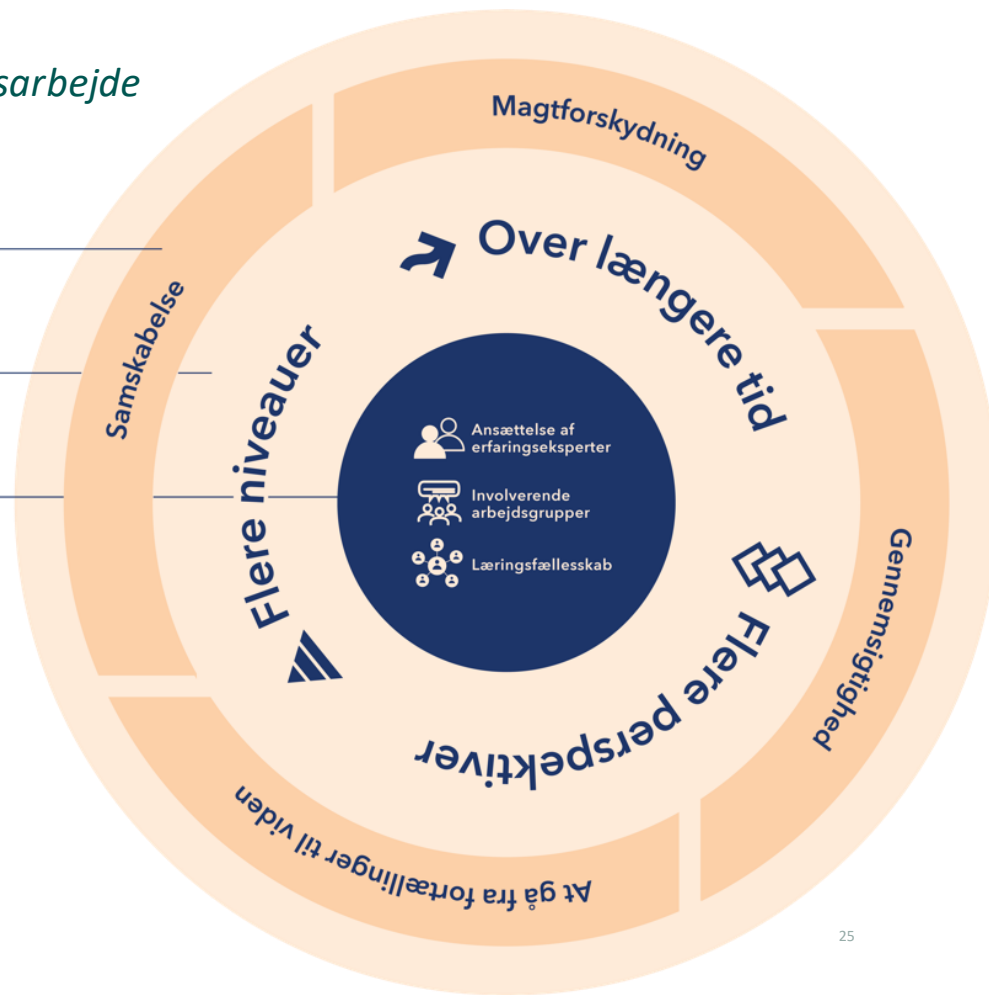 sarbejde
Magtforskydning
Over længere tid
Samskabelse
Flere niveauer
Ansættelse af
erfaringseksperter
Involverende
arbejdsgrupper
Læringsfællesskab
Gennemsigtighed
Flere perspektiver
At gå fra fortællinger til viden
25